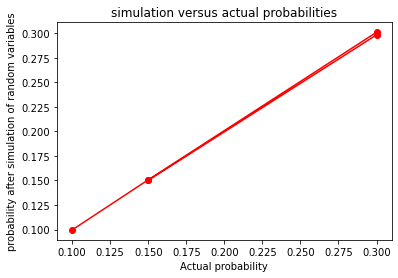 simulation versus actual probabilities
probability after simulation of random variables
0.300
0.275
0.250
0.225
0.200
0.175
0.150
0.125
0.100
0.100 0.125 0.150 0.175 0.200 0.225 0.250 0.275 0.300
Actual probability